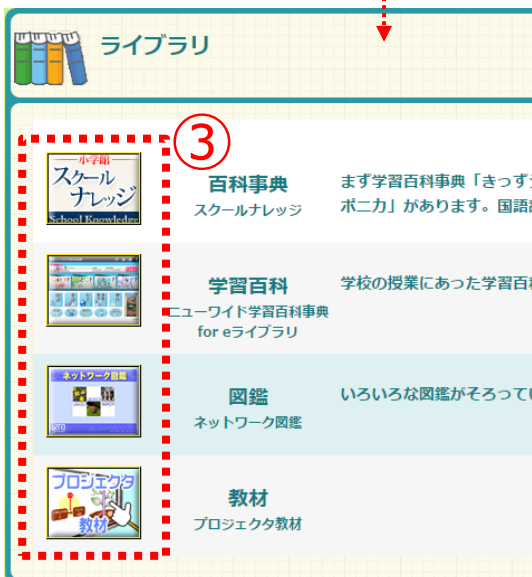 ライブラリ
③
小学館
スクール
ナレッジ
School Knowledge
百科事典
スクールナレッジ
まず学習百科事典「きっず
ポニカ」があります。国語
学習百科
ニューワイド学習百科事典
for eライブラリ
学校の授業にあった学習百
ネットワーク図鑑
図鑑
ネットワーク図鑑
いろいろな図鑑がそろって
プロジェクタ
教材
教材
プロジェクタ教材